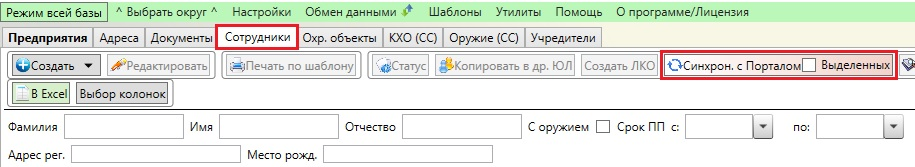 Режим всей базы ^ Выбрать округ ^ Настройки Обмен данными Шаблоны Утилиты Помощь О программе/Лицензия
Предприятия Адреса Документы Сотрудники Охр. объекты КХО (СС) Оружие (СС) Учредители
Создать Редактировать Печать по шаблону Статус Копировать в др. ЮЛ Создать ЛКО Синхрон. с Порталом Выделенных
В Excel Выбор колонок
Фамилия Имя Отчество С оружием Срок ПП с: по:
Адрес рег. Место рожд.